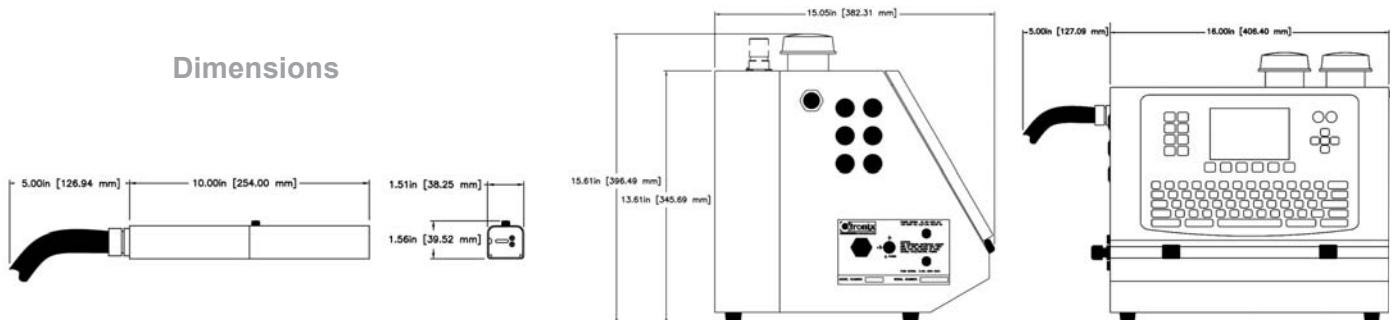 Dimensions
5.00in [126.94 mm]
10.00in [254.00 mm]
1.51in [38.25 mm]
1.56in [39.52 mm]
15.05in [382.31 mm]
15.61in [396.49 mm]
13.61in [345.69 mm]
5.00in [127.09 mm]
16.00in [406.40 mm]
tronix